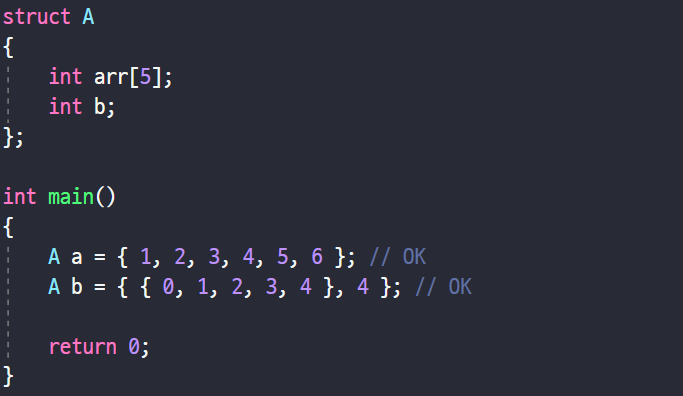 struct A
{
    int arr[5];
    int b;
};

int main()
{
    A a = { 1, 2, 3, 4, 5, 6 }; // OK
    A b = { { 0, 1, 2, 3, 4 }, 4 }; // OK

    return 0;
}